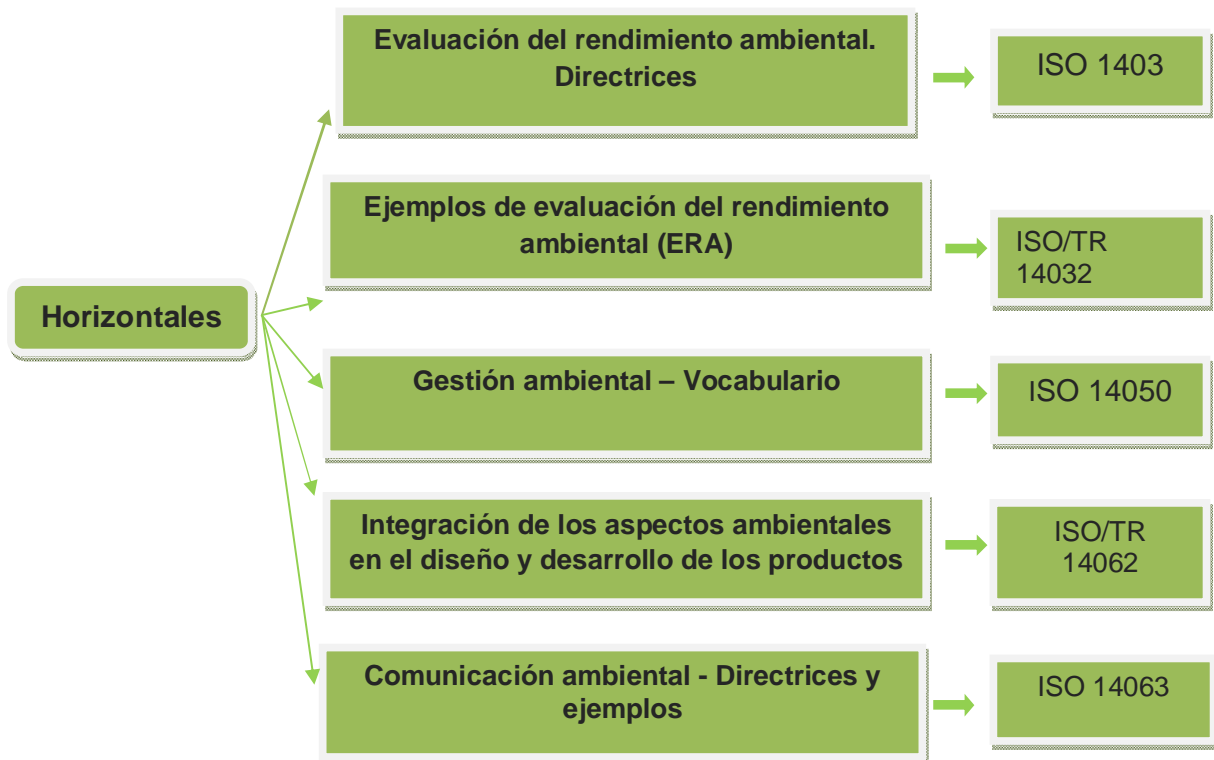 Evaluación del rendimiento ambiental.
Directrices
ISO 1403
Ejemplos de evaluación del rendimiento
ambiental (ERA)
ISO/TR
14032
Horizontales
Gestión ambiental – Vocabulario
ISO 14050
Integración de los aspectos ambientales
en el diseño y desarrollo de los productos
ISO/TR
14062
Comunicación ambiental - Directrices y
ejemplos
ISO 14063